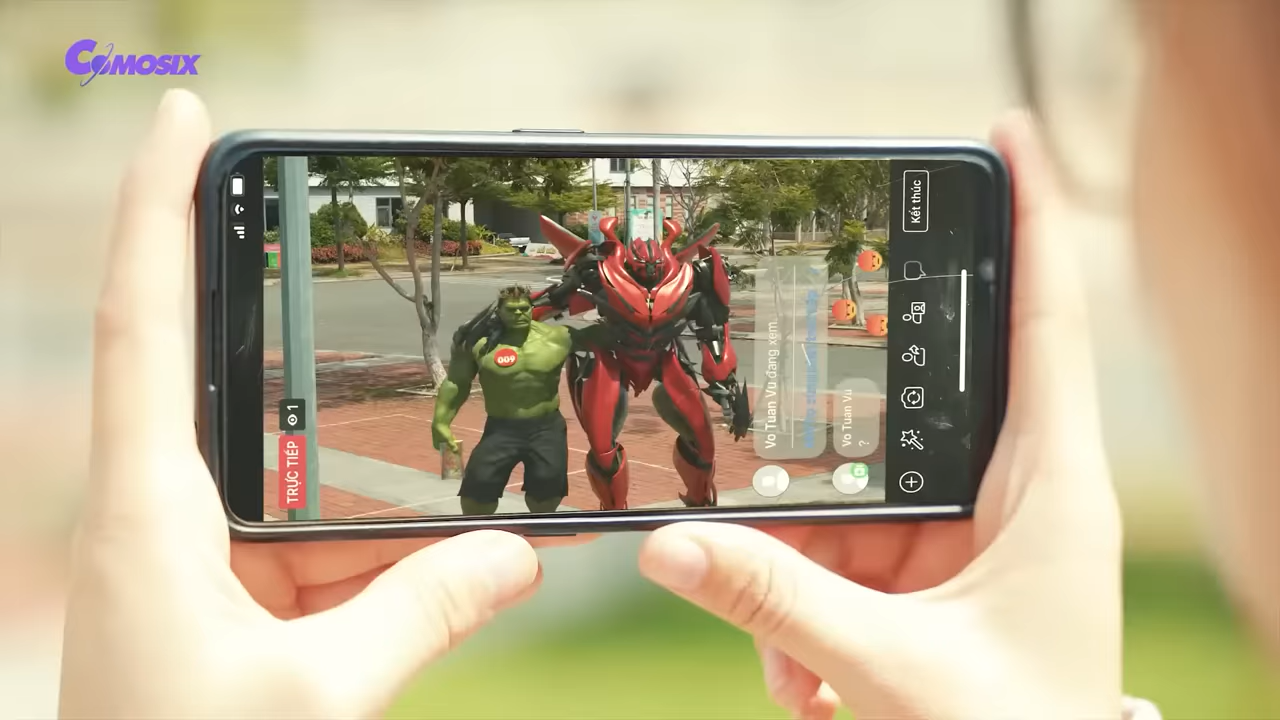 COMOSIX
TRỰC TIẾP
1
009
Vo Tuan Vu đang xem.
Vo Tuan Vu
?
Kết thúc